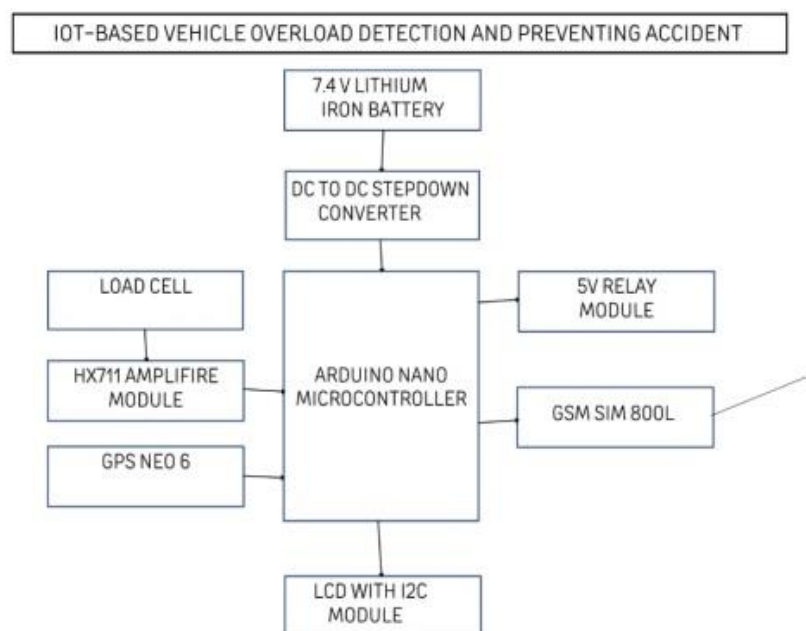 IOT-BASED VEHICLE OVERLOAD DETECTION AND PREVENTING ACCIDENT
7.4 V LITHIUM
IRON BATTERY
DC TO DC STEPDOWN
CONVERTER
LOAD CELL
5V RELAY
MODULE
HX711 AMPLIFIRE
MODULE
ARDUINO NANO
MICROCONTROLLER
GSM SIM 800L
GPS NEO 6
LCD WITH I2C
MODULE